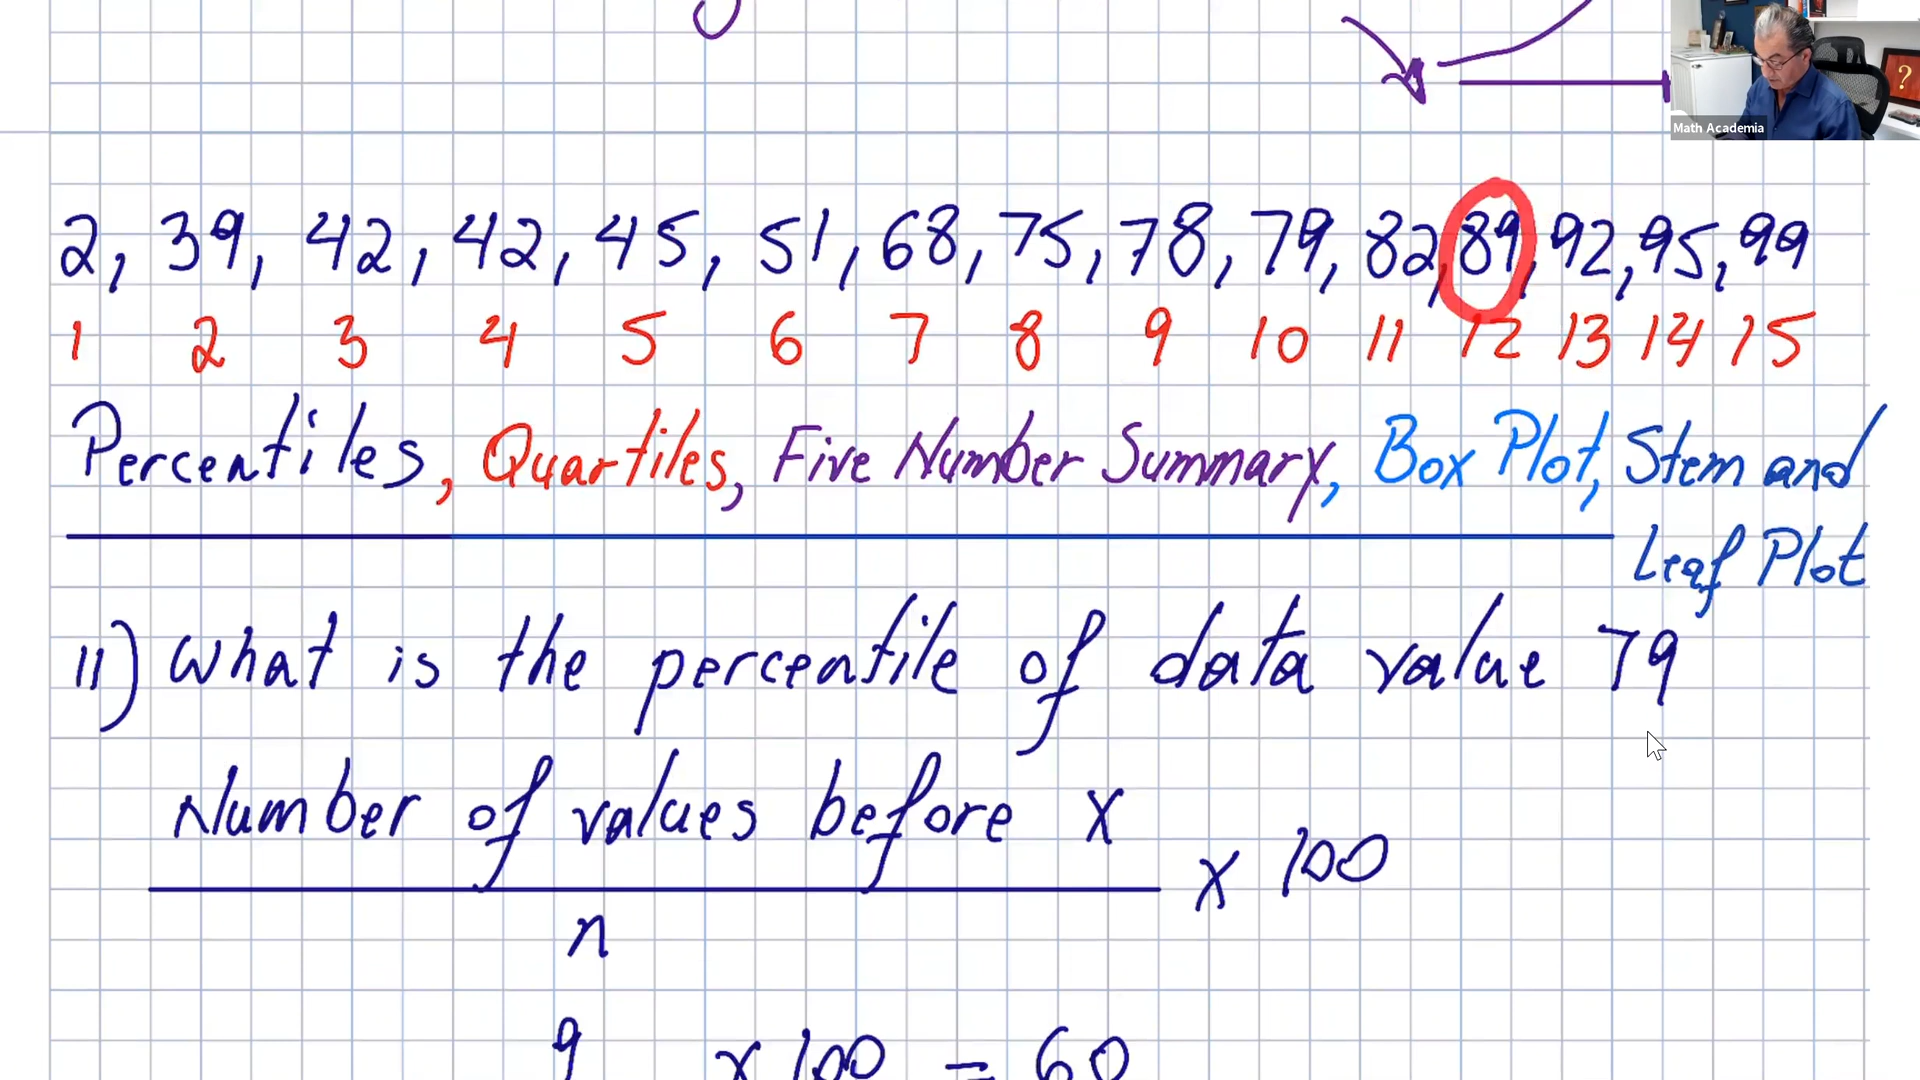 Math Academia
?
2, 39, 42, 42, 45, 51, 68, 75, 78, 79, 82, 89, 92, 95, 99
1 2 3 4 5 6 7 8 9 10 11 12 13 14 15
Percentiles, Quartiles, Five Number Summary, Box Plot, Stem and
Leaf Plot
11) What is the percentile of data value 79
Number of values before x
x 100
n
9 x 100 = 60